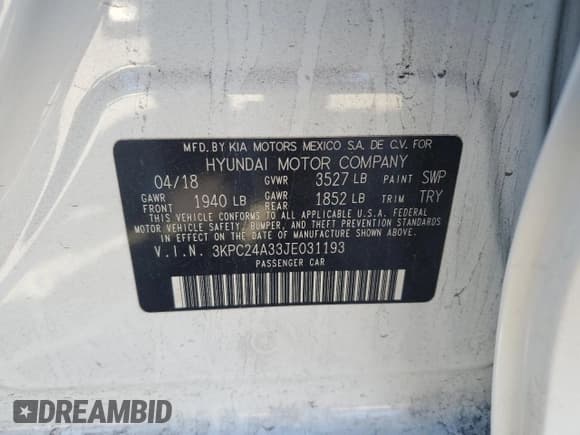 MFD. BY KIA MOTORS MEXICO S.A. DE C.V. FOR
HYUNDAI MOTOR COMPANY
04/18 GVWR 3527 LB PAINT SWP
GAWR FRONT 1940 LB GAWR REAR 1852 LB TRIM TRY
THIS VEHICLE CONFORMS TO ALL APPLICABLE U.S.A. FEDERAL
MOTOR VEHICLE SAFETY, BUMPER, AND THEFT PREVENTION STANDARDS
IN EFFECT ON THE DATE OF MANUFACTURE SHOWN ABOVE.
V.I.N. 3KPC24A33JE031193
PASSENGER CAR
DREAMBID